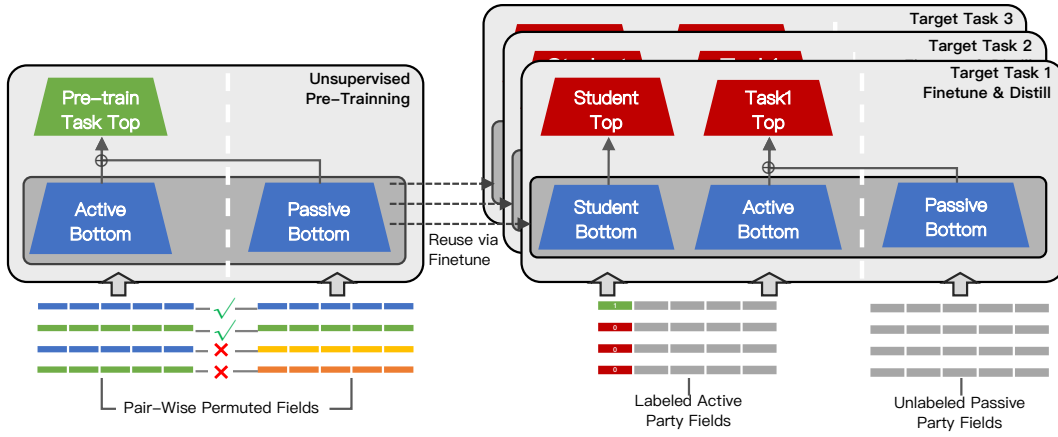 Target Task 3
Target Task 2
Target Task 1
Finetune & Distill
Unsupervised
Pre-Trainning
Pre-train
Task Top
Student
Top
Task1
Top
Active
Bottom
Passive
Bottom
Reuse via
Finetune
Student
Bottom
Active
Bottom
Passive
Bottom
1
0
0
0
Pair-Wise Permuted Fields
Labeled Active
Party Fields
Unlabeled Passive
Party Fields